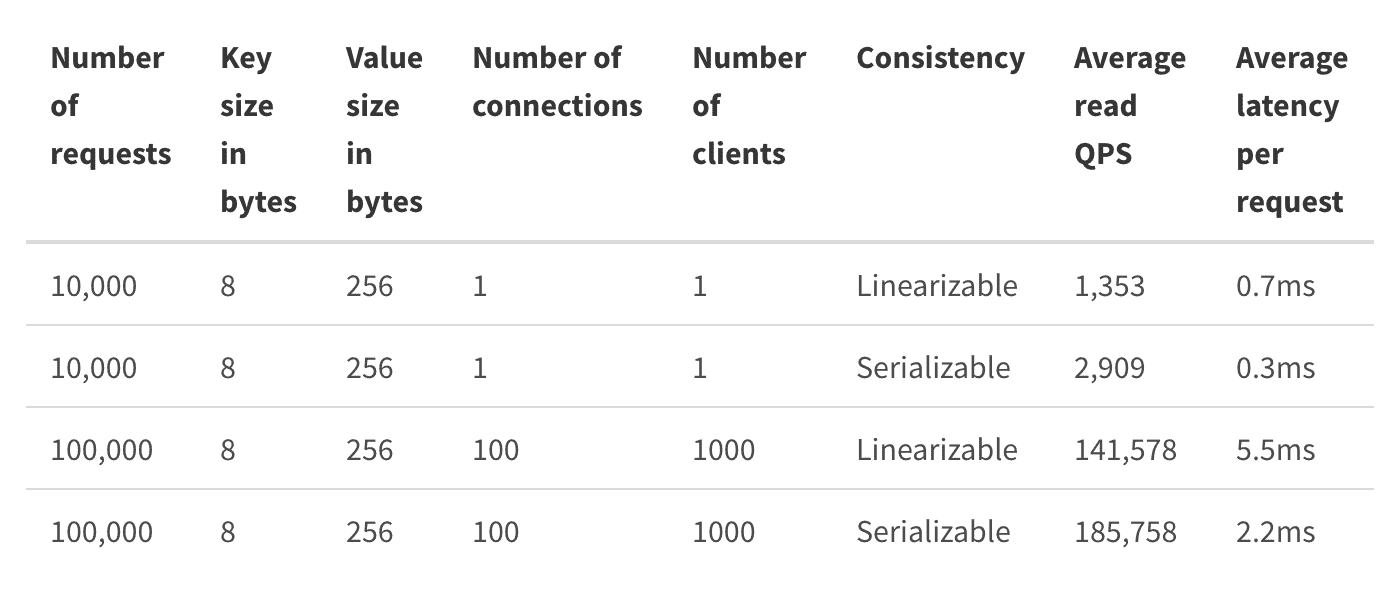 Number of requests Key size in bytes Value size in bytes Number of connections Number of clients Consistency Average read QPS Average latency per request
10,000 8 256 1 1 Linearizable 1,353 0.7ms
10,000 8 256 1 1 Serializable 2,909 0.3ms
100,000 8 256 100 1000 Linearizable 141,578 5.5ms
100,000 8 256 100 1000 Serializable 185,758 2.2ms